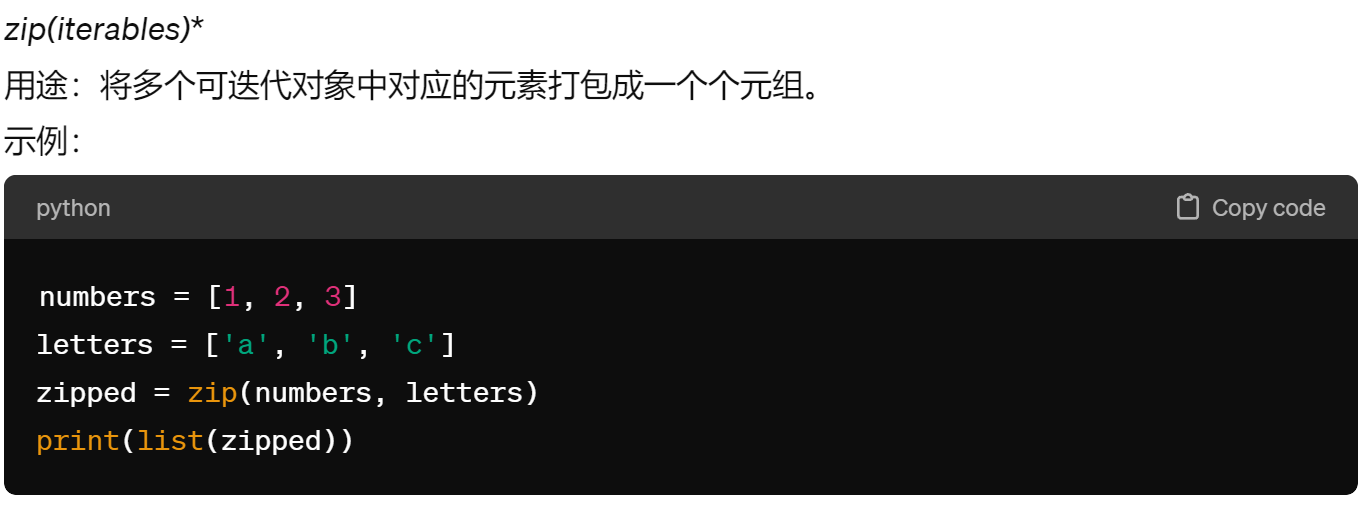 zip(iterables)*
用途：将多个可迭代对象中对应的元素打包成一个个元组。
示例：
python
Copy code
numbers = [1, 2, 3]
letters = ['a', 'b', 'c']
zipped = zip(numbers, letters)
print(list(zipped))